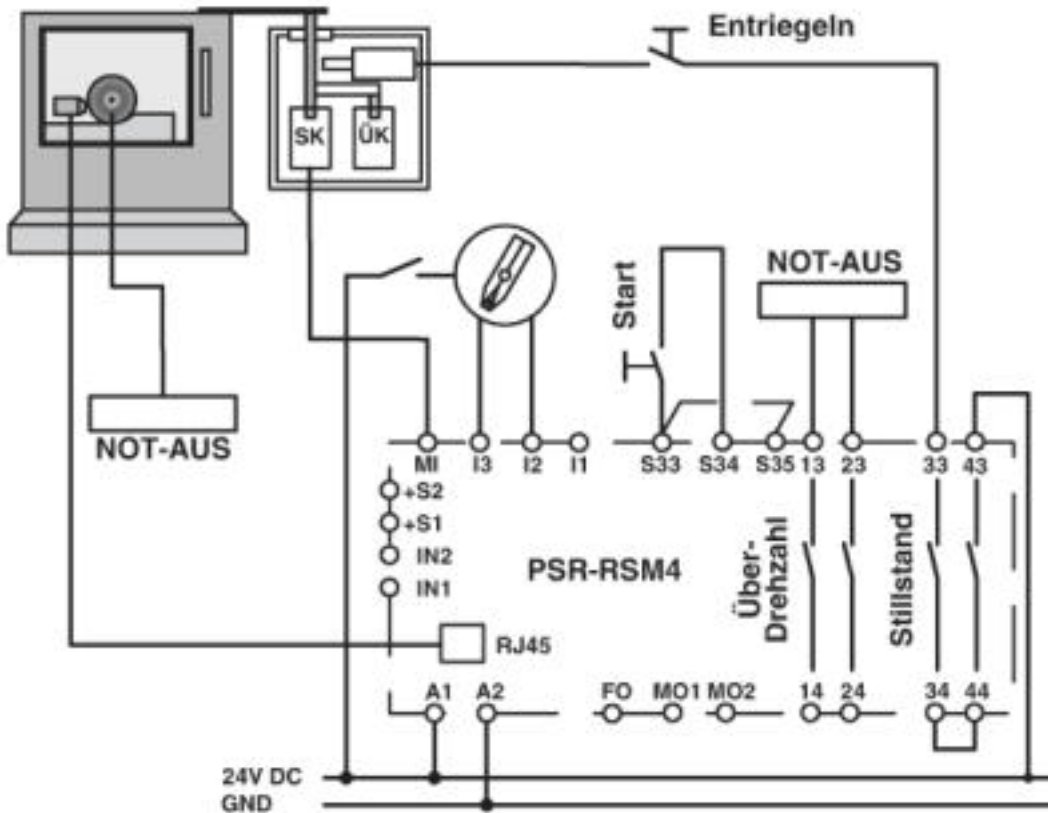 Entriegeln
SK
ÜK
NOT-AUS
NOT-AUS
Start
MI
I3
I2
I1
S33
S34
S35
13
23
33
43
+S2
+S1
IN2
IN1
PSR-RSM4
Über-
Drehzahl
Stillstand
RJ45
A1
A2
FO
MO1
MO2
14
24
34
44
24V DC
GND